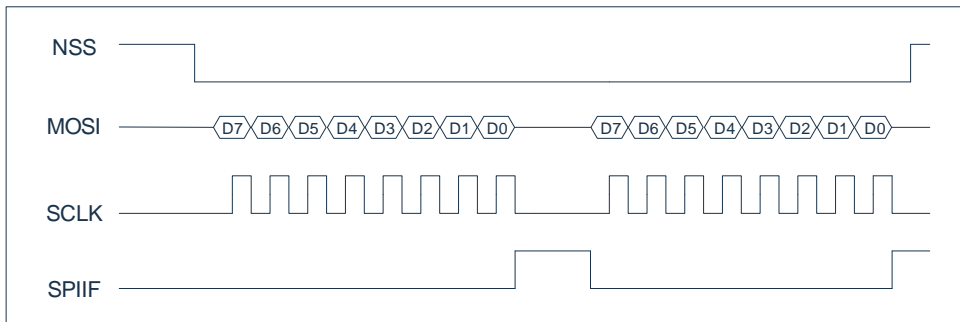 NSS
MOSI D7 D6 D5 D4 D3 D2 D1 D0 D7 D6 D5 D4 D3 D2 D1 D0
SCLK
SPIIF